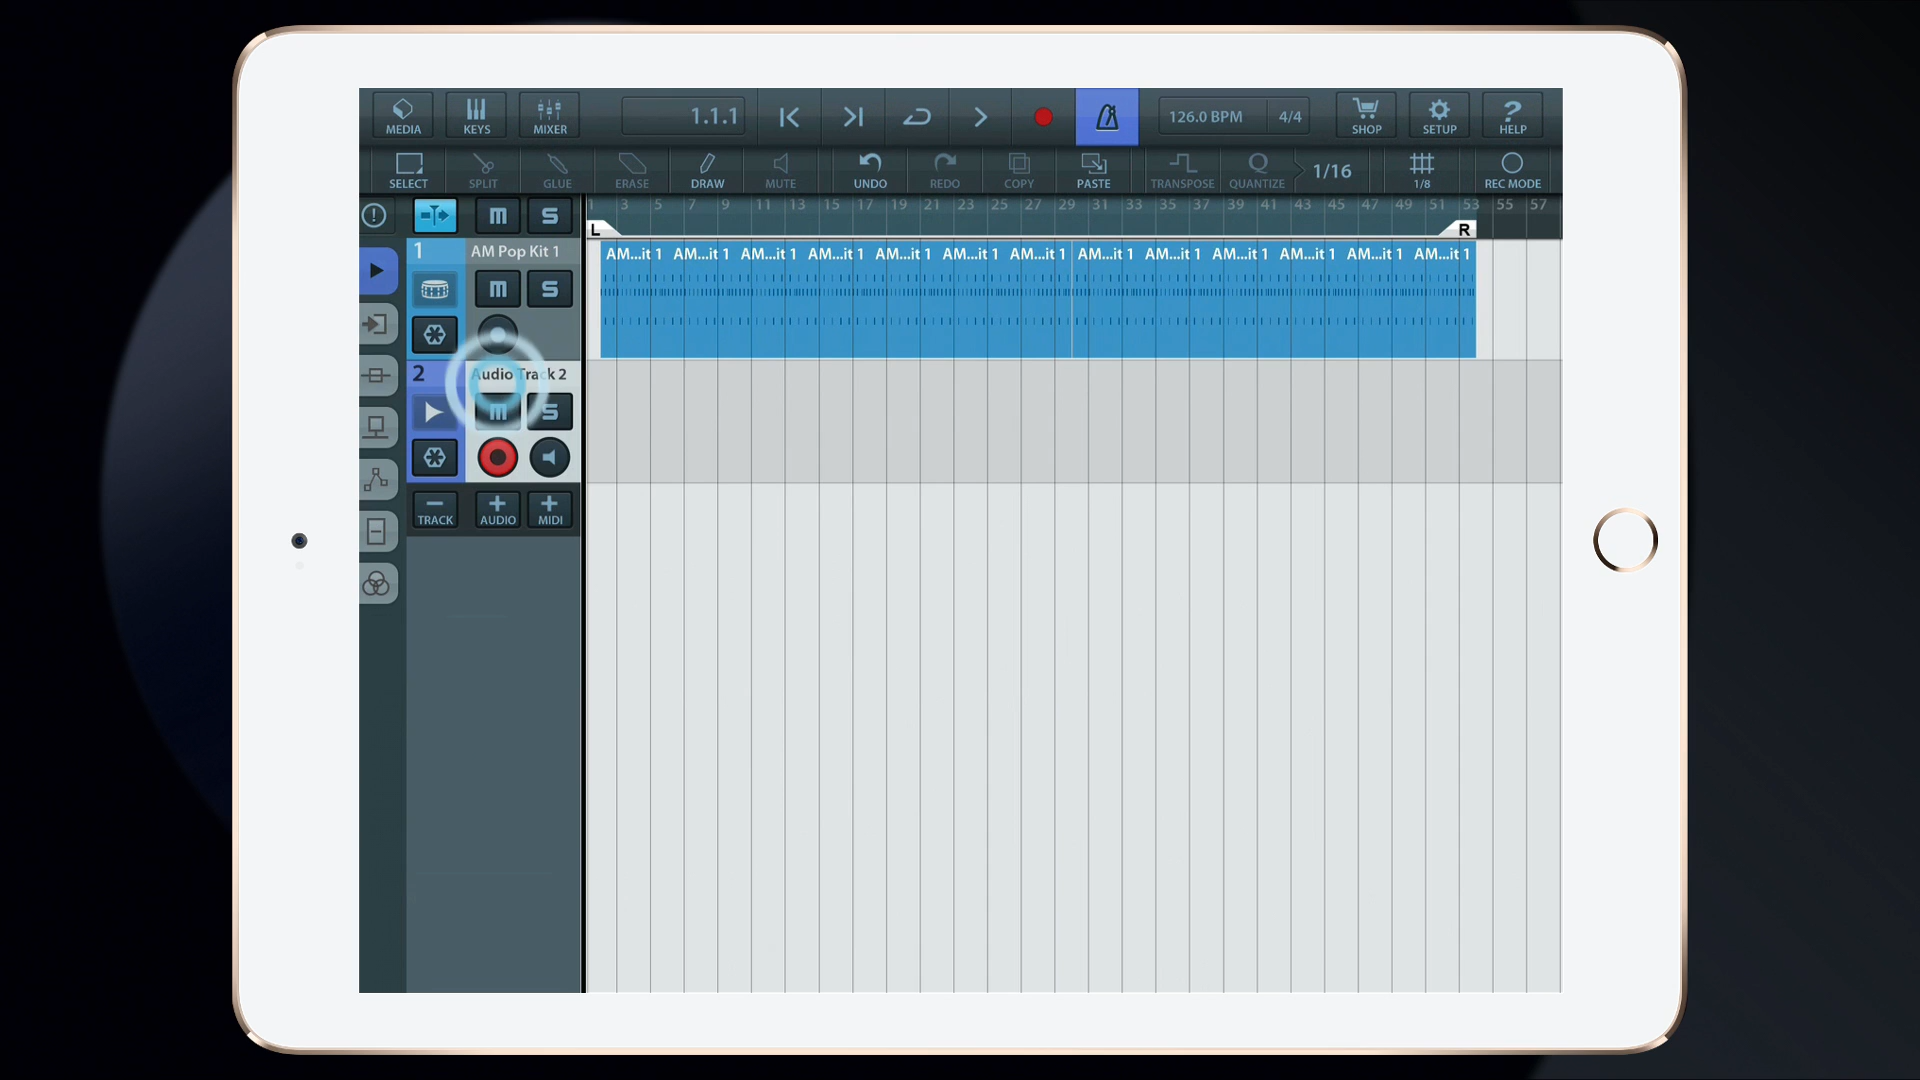 MEDIA KEYS MIXER 1.1.1 126.0 BPM 4/4 SHOP SETUP ? HELP
SELECT SPLIT GLUE ERASE DRAW MUTE UNDO REDO COPY PASTE TRANSPOSE Q QUANTIZE 1/16 1/8 REC MODE
m S 1 3 5 7 9 11 13 15 17 19 21 23 25 27 29 31 33 35 37 39 41 43 45 47 49 51 53 55 57
L R
1 AM Pop Kit 1 AM...it 1 AM...it 1 AM...it 1 AM...it 1 AM...it 1 AM...it 1 AM...it 1 AM...it 1 AM...it 1 AM...it 1 AM...it 1 AM...it 1 AM...it 1
m S
2 Audio Track 2
m S
TRACK AUDIO MIDI